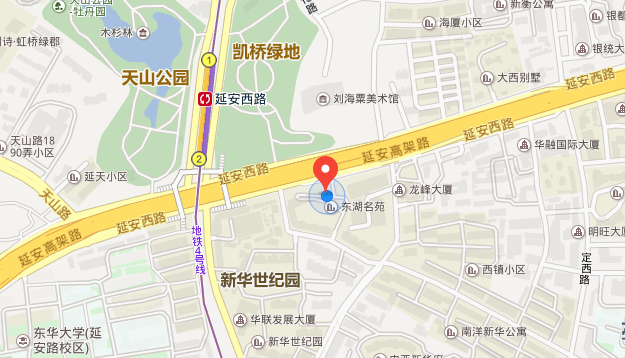 天山公园
-牡丹园
木杉林
诗·虹桥绿郡
天山公园
凯桥绿地
1
延安西路
2
海厦小区
新衡公寓
银都
银统大
大西别墅
刘海粟美术馆
延安西路
延安西路
延安高架路
华融国际大厦
天山路18
90弄小区
延天小区
天山路
延安西路
延安西路
延安高架路
地铁4号线
东湖名苑
龙峰大厦
明旺大
定西路
西镇小区
新华世纪园
华联发展大厦
新华世纪园
南洋新华公寓
东华大学(延
安路校区)